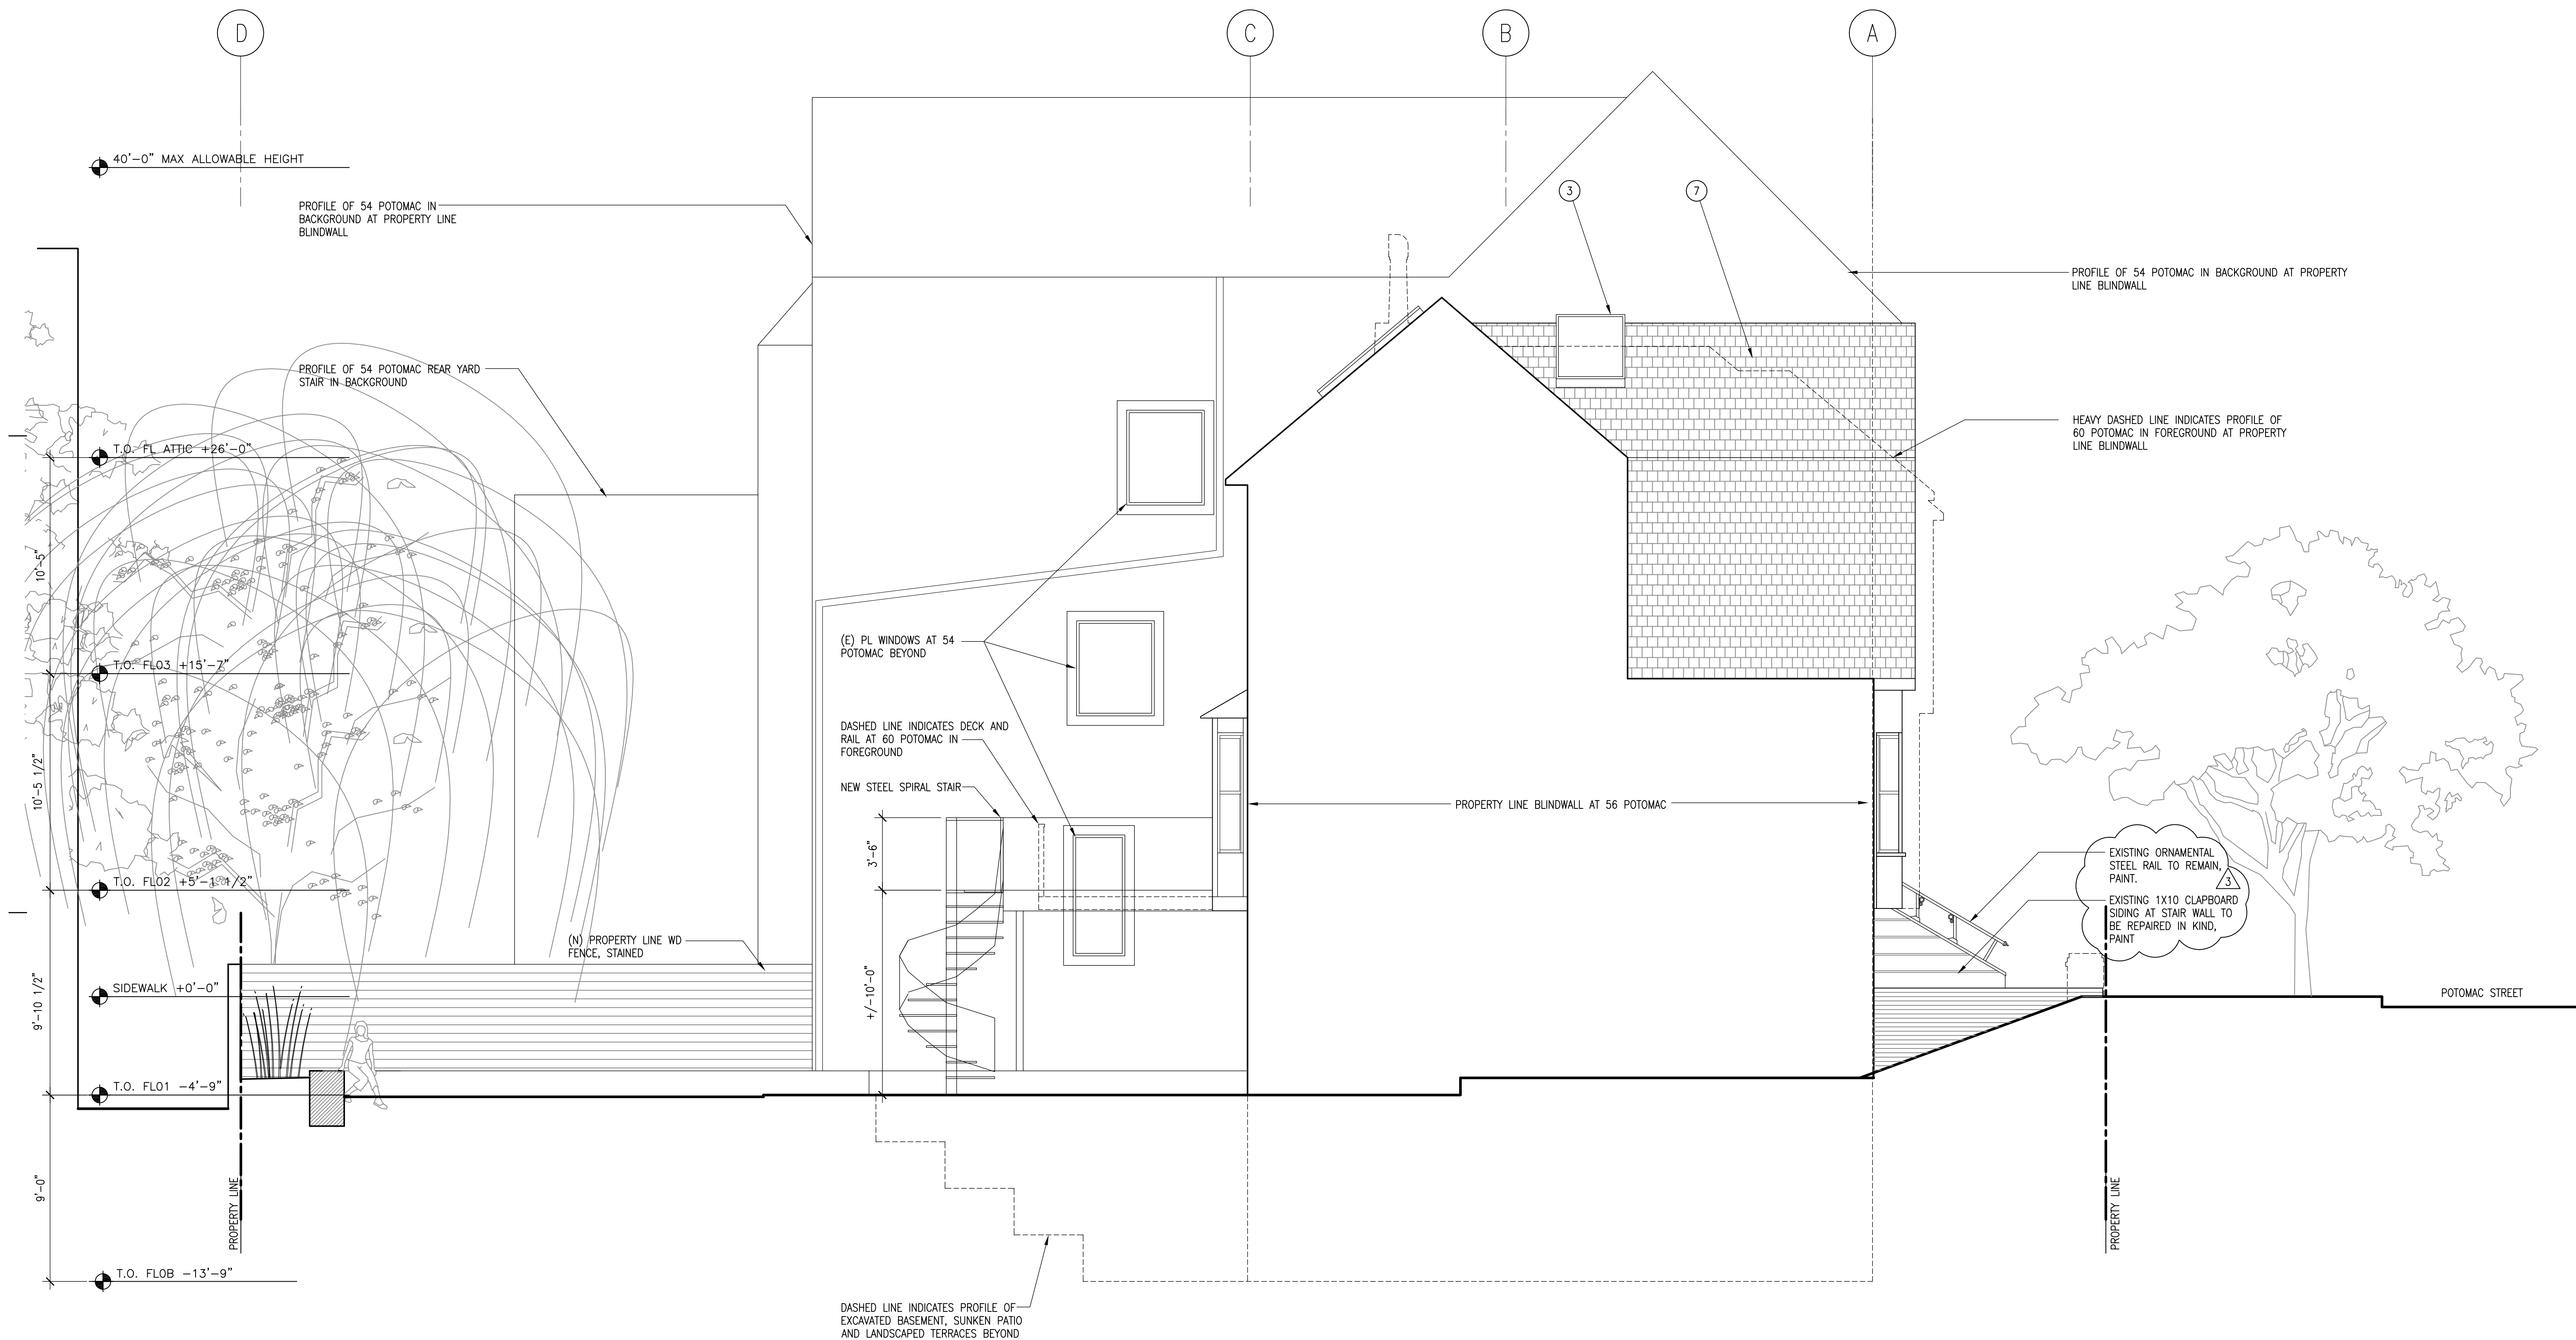 D
C
B
A
40'-0" MAX ALLOWABLE HEIGHT
PROFILE OF 54 POTOMAC IN
BACKGROUND AT PROPERTY LINE
BLINDWALL
3
7
PROFILE OF 54 POTOMAC IN BACKGROUND AT PROPERTY
LINE BLINDWALL
PROFILE OF 54 POTOMAC REAR YARD
STAIR IN BACKGROUND
HEAVY DASHED LINE INDICATES PROFILE OF
60 POTOMAC IN FOREGROUND AT PROPERTY
LINE BLINDWALL
T.O. FL ATTIC +26'-0"
10'-5"
T.O. FL03 +15'-7"
(E) PL WINDOWS AT 54
POTOMAC BEYOND
DASHED LINE INDICATES DECK AND
RAIL AT 60 POTOMAC IN
FOREGROUND
NEW STEEL SPIRAL STAIR
10'-5 1/2"
PROPERTY LINE BLINDWALL AT 56 POTOMAC
3'-6"
T.O. FL02 +5'-1 1/2"
EXISTING ORNAMENTAL
STEEL RAIL TO REMAIN,
PAINT.
3
EXISTING 1X10 CLAPBOARD
SIDING AT STAIR WALL TO
BE REPAIRED IN KIND,
PAINT
(N) PROPERTY LINE WD
FENCE, STAINED
+/-10'-0"
9'-10 1/2"
SIDEWALK +0'-0"
POTOMAC STREET
T.O. FL01 -4'-9"
9'-0"
PROPERTY LINE
PROPERTY LINE
T.O. FL0B -13'-9"
DASHED LINE INDICATES PROFILE OF
EXCAVATED BASEMENT, SUNKEN PATIO
AND LANDSCAPED TERRACES BEYOND